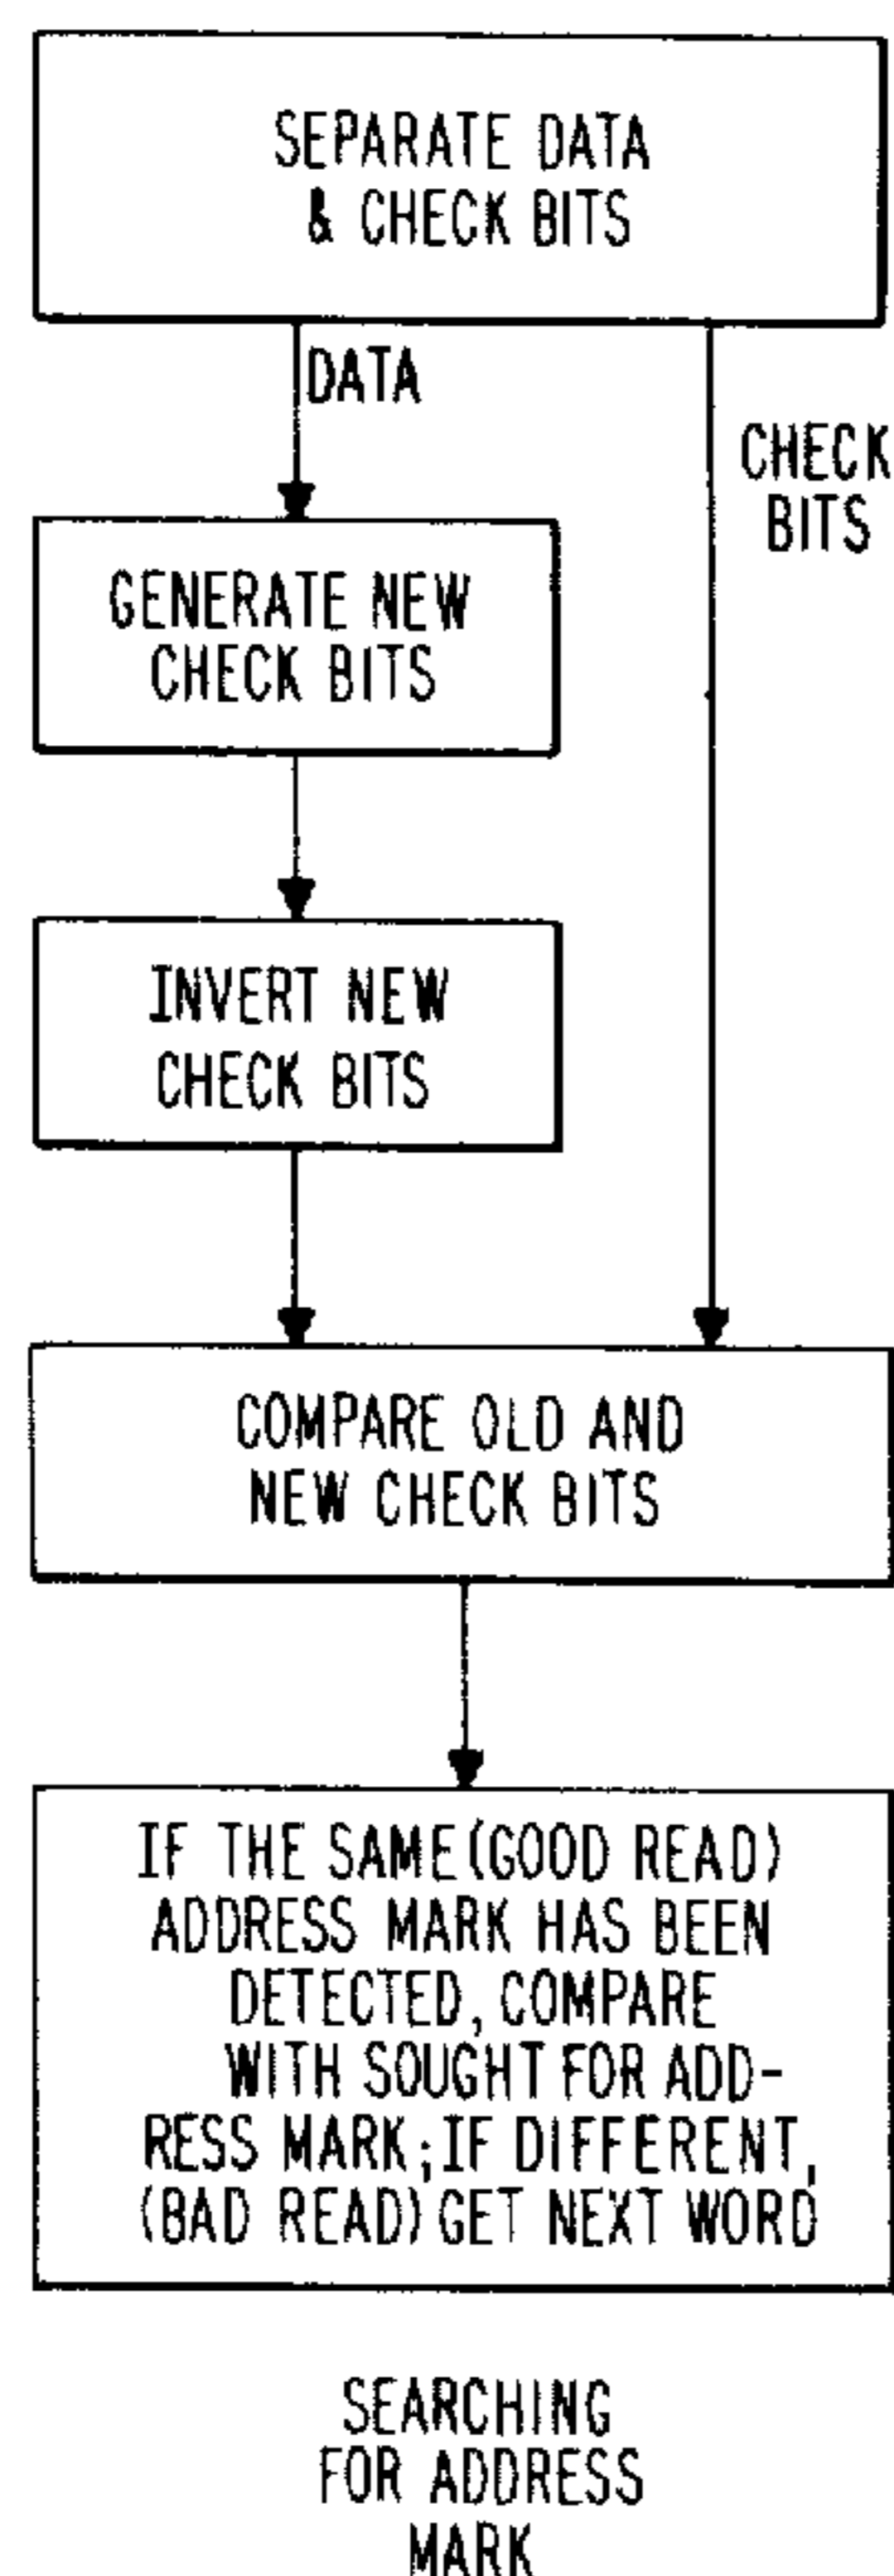 SEPARATE DATA
& CHECK BITS
DATA
CHECK
BITS
GENERATE NEW
CHECK BITS
INVERT NEW
CHECK BITS
COMPARE OLD AND
NEW CHECK BITS
IF THE SAME (GOOD READ)
ADDRESS MARK HAS BEEN
DETECTED, COMPARE
WITH SOUGHT FOR ADD-
RESS MARK; IF DIFFERENT,
(BAD READ) GET NEXT WORD
SEARCHING
FOR ADDRESS
MARK